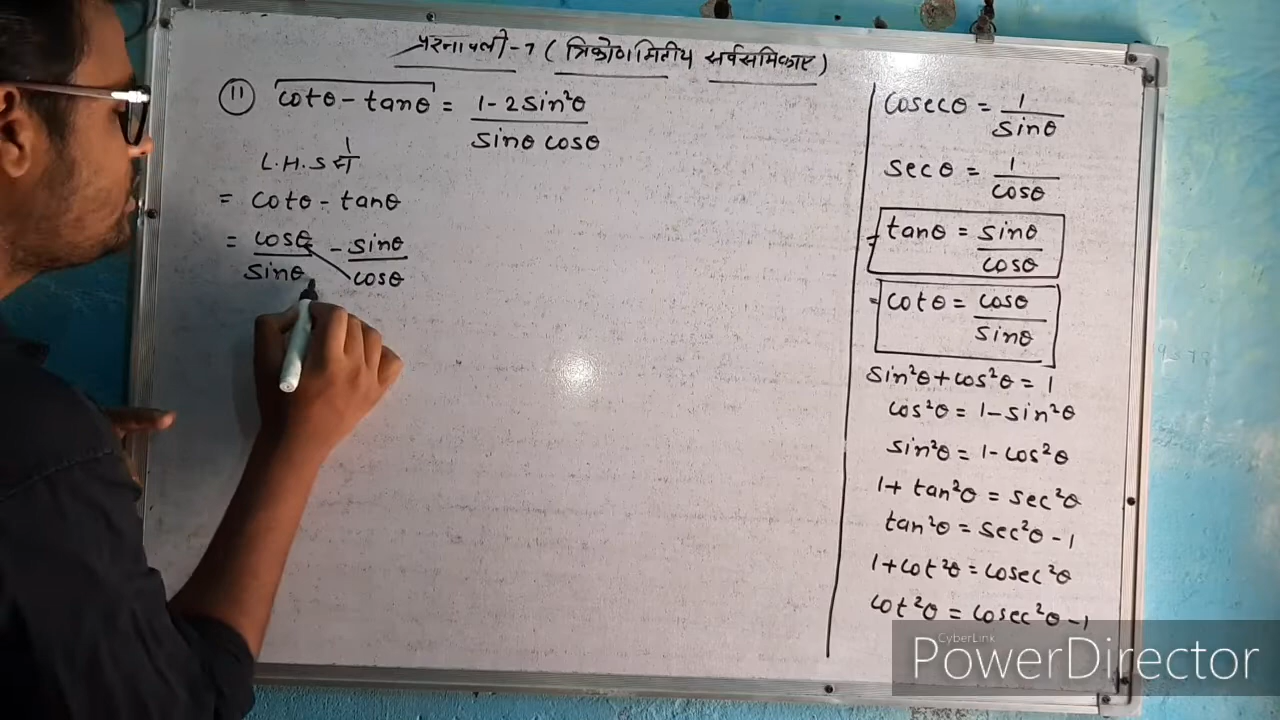 प्रश्नावली-7 (त्रिकोणमितीय सर्वसमिकाए)
11 cotθ - tanθ = 1 - 2sin²θ / sinθ cosθ
L.H.S से
= cotθ - tanθ
= cosθ / sinθ - sinθ / cosθ
cosecθ = 1 / sinθ
secθ = 1 / cosθ
= tanθ = sinθ / cosθ
= cotθ = cosθ / sinθ
sin²θ + cos²θ = 1
cos²θ = 1 - sin²θ
sin²θ = 1 - cos²θ
1 + tan²θ = sec²θ
tan²θ = sec²θ - 1
1 + cot²θ = cosec²θ
cot²θ = cosec²θ - 1
CyberLink
PowerDirector